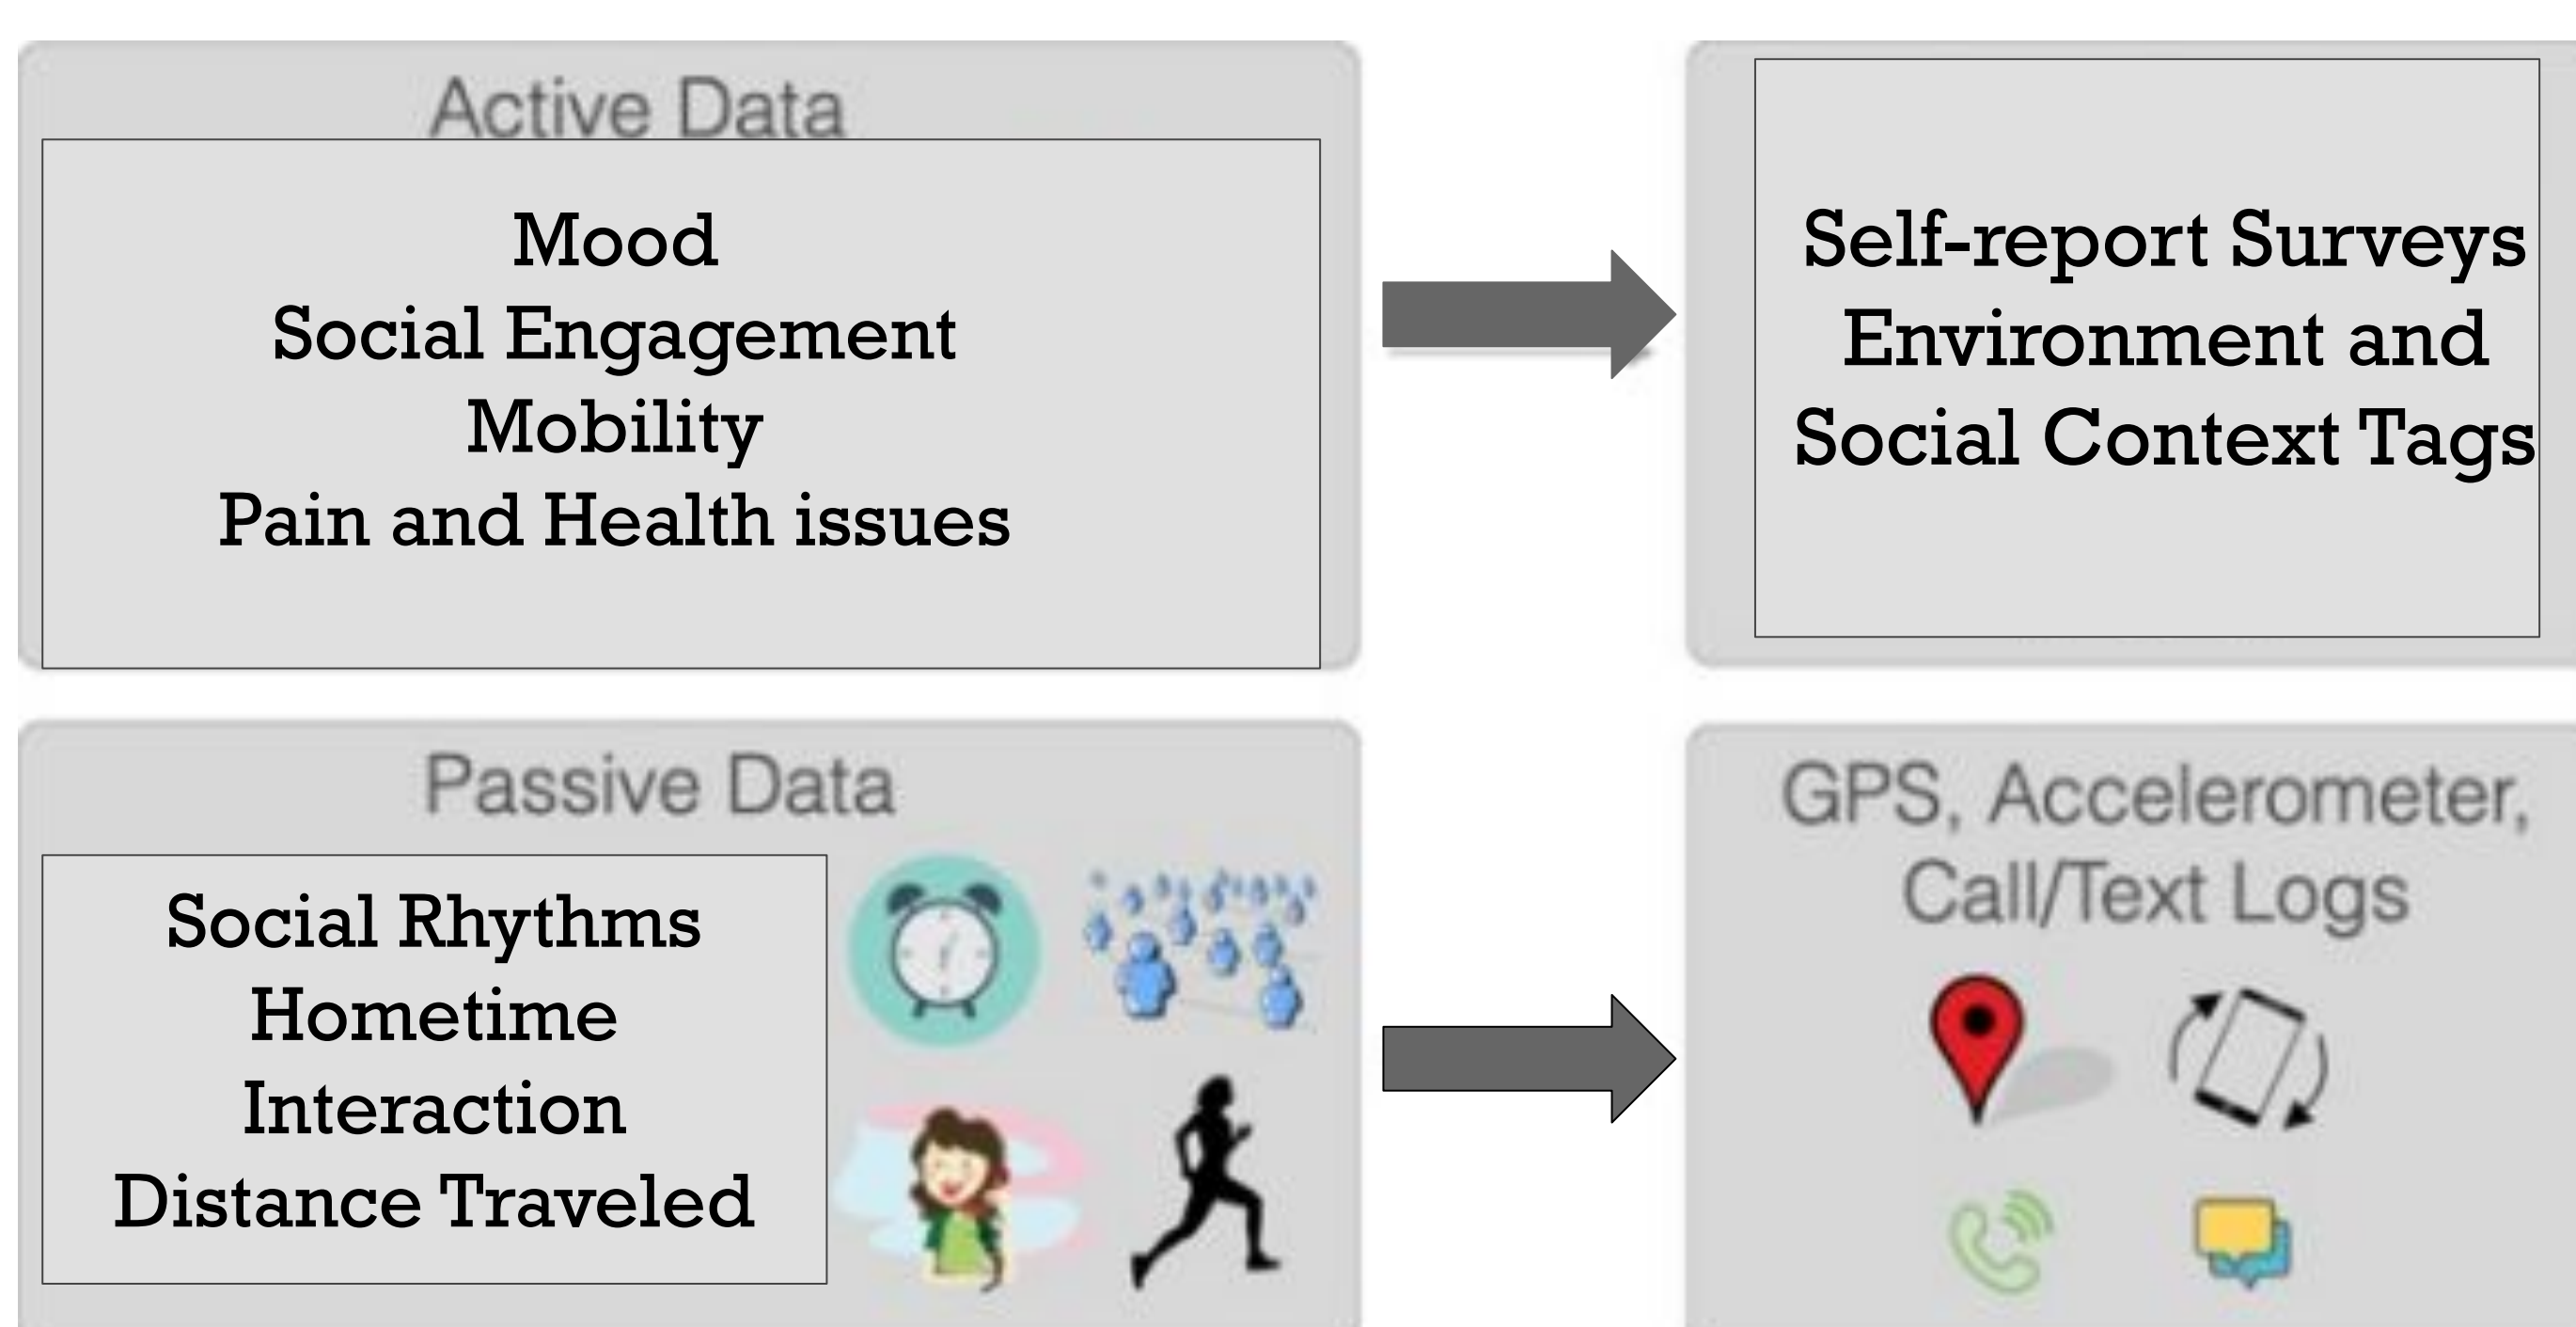 Active Data
Mood
Social Engagement
Mobility
Pain and Health issues
Self-report Surveys
Environment and
Social Context Tags
Passive Data
Social Rhythms
Hometime
Interaction
Distance Traveled
GPS, Accelerometer,
Call/Text Logs